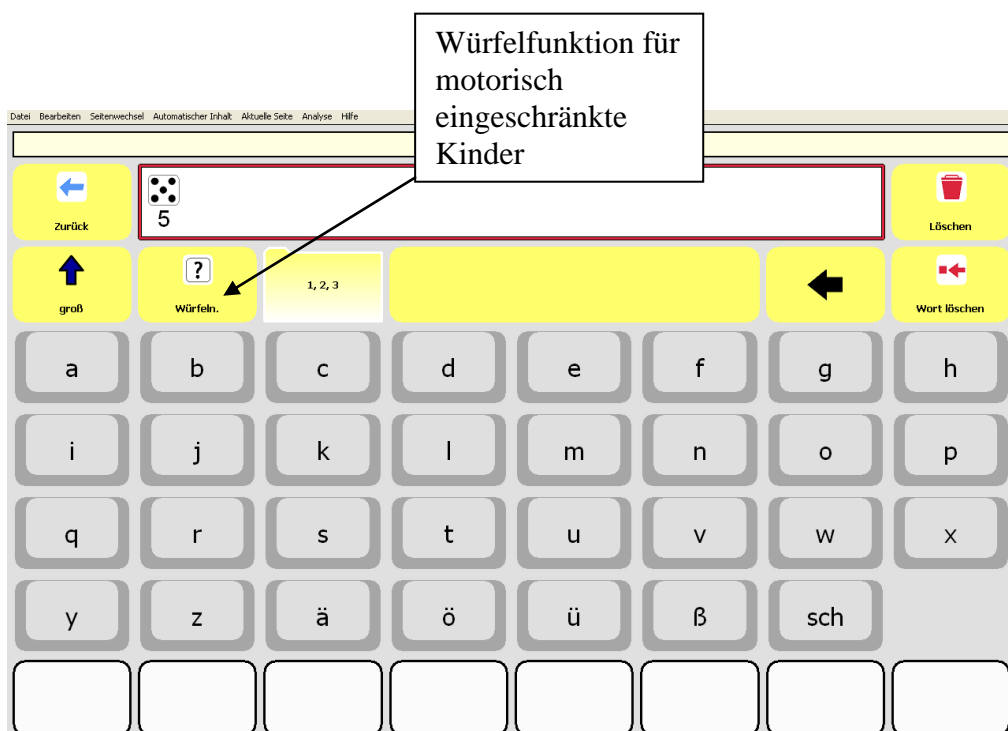 Würfelfunktion für
motorisch
eingeschränkte
Kinder
Datei Bearbeiten Seitenwechsel Automatischer Inhalt Aktuelle Seite Analyse Hilfe
Zurück
5
Löschen
groß
?
Würfeln.
1, 2, 3
Wort löschen
a b c d e f g h
i j k l m n o p
q r s t u v w x
y z ä ö ü ß sch